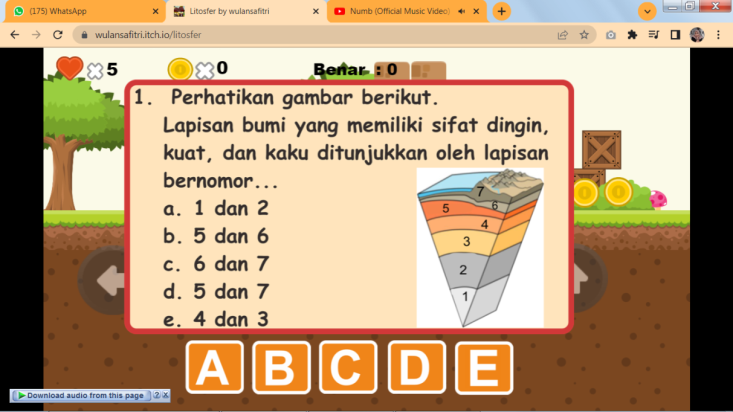 (175) WhatsApp
Litosfer by wulansafitri
Numb (Official Music Video)
wulansafitri.itch.io/litosfer
5
0
Benar : 0
1. Perhatikan gambar berikut.
Lapisan bumi yang memiliki sifat dingin,
kuat, dan kaku ditunjukkan oleh lapisan
bernomor...
a. 1 dan 2
b. 5 dan 6
c. 6 dan 7
d. 5 dan 7
e. 4 dan 3
7
6
5
4
3
2
1
A B C D E
Download audio from this page